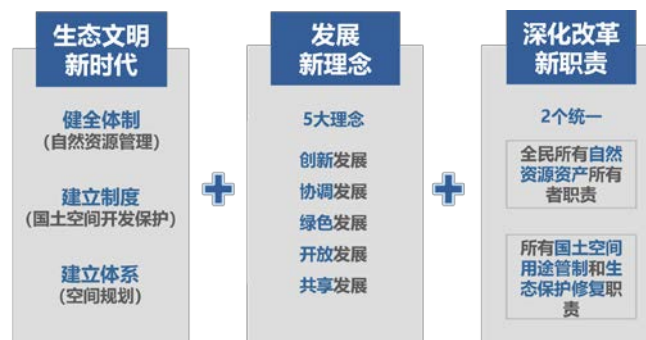 生态文明
新时代
健全体制
(自然资源管理)
建立制度
(国土空间开发保护)
建立体系
(空间规划)
发展
新理念
5大理念
创新发展
协调发展
绿色发展
开放发展
共享发展
深化改革
新职责
2个统一
全民所有自然
资源资产所有
者职责
所有国土空间
用途管制和生
态保护修复职
责